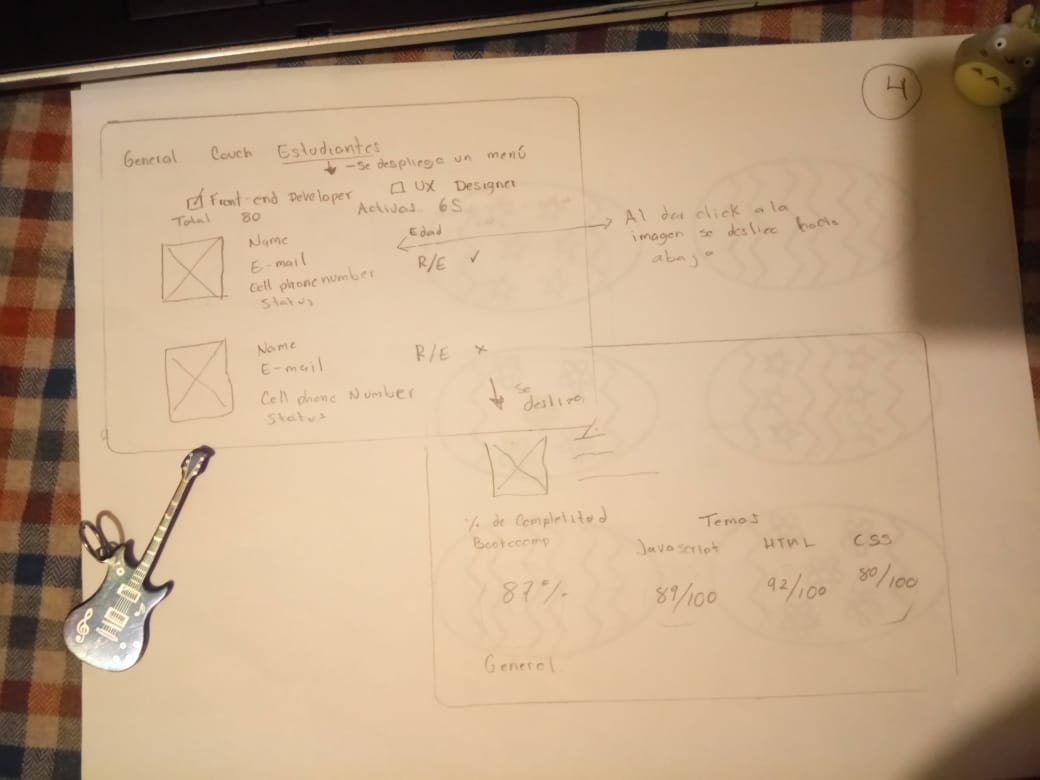 4
General Couch Estudiantes
- Se despliega un menú
Front-end Developer UX Designer
Total 80 Activas 65
Name
E-mail
Cell phone number
Status
Edad
R/E ✓
Al dar click a la
imagen se desliza hacia
abajo
Name
E-mail
Cell phone Number
Status
R/E ×
se
desliza
% de Completitud
Bootcamp
87%
Temas
Javascript HTML CSS
89/100 92/100 80/100
General